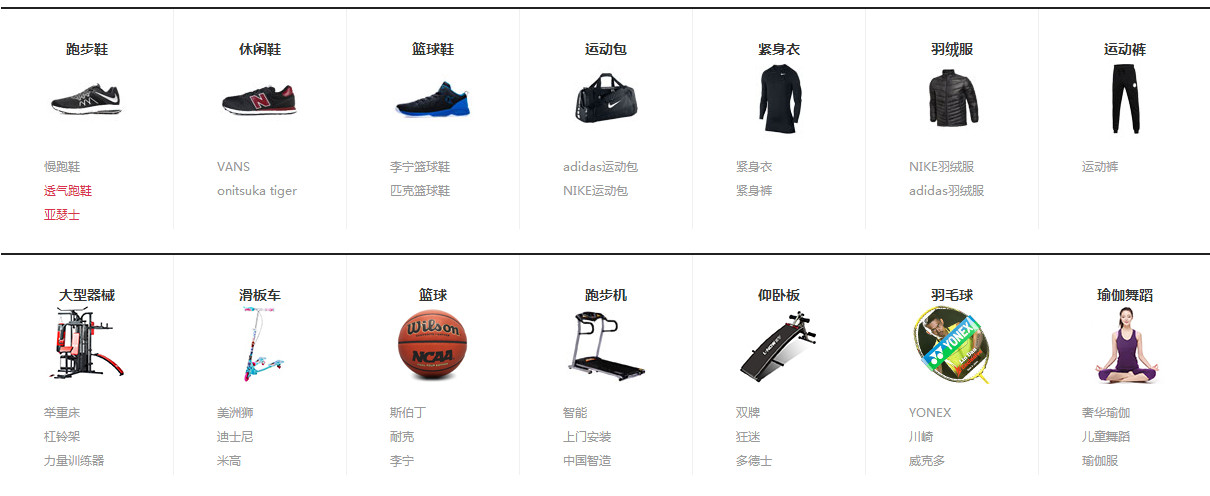 跑步鞋
休闲鞋
篮球鞋
运动包
紧身衣
羽绒服
运动裤
慢跑鞋
VANS
李宁篮球鞋
adidas运动包
紧身衣
NIKE羽绒服
运动裤
透气跑鞋
onitsuka tiger
匹克篮球鞋
NIKE运动包
紧身裤
adidas羽绒服
亚瑟士
大型器械
滑板车
篮球
跑步机
仰卧板
羽毛球
瑜伽舞蹈
Wilson
NCAA
YONEX
举重床
美洲狮
斯伯丁
智能
双牌
YONEX
奢华瑜伽
杠铃架
迪士尼
耐克
上门安装
狂迷
川崎
儿童舞蹈
力量训练器
米高
李宁
中国智造
多德士
威克多
瑜伽服